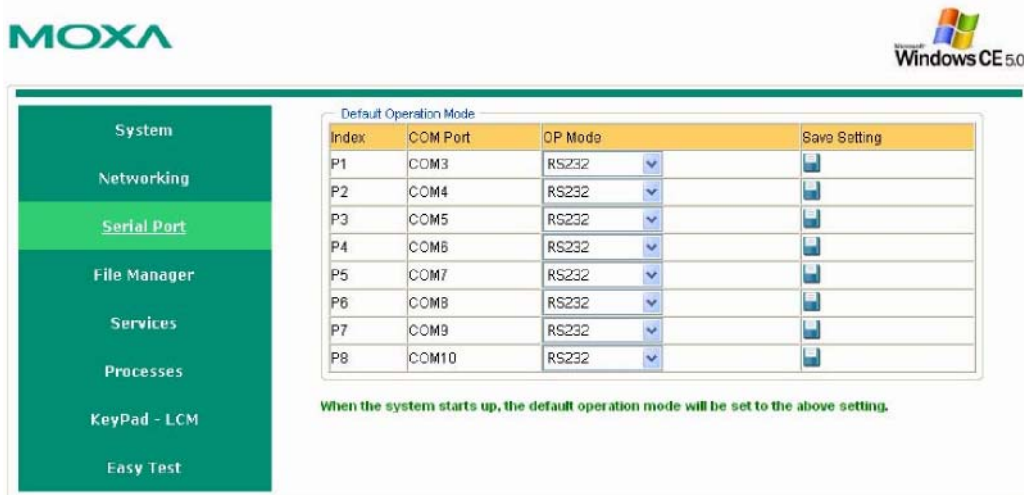 MOXA
Microsoft
Windows CE 5.0
System
Networking
Serial Port
File Manager
Services
Processes
KeyPad - LCM
Easy Test
Default Operation Mode
Index COM Port OP Mode Save Setting
P1 COM3 RS232
P2 COM4 RS232
P3 COM5 RS232
P4 COM6 RS232
P5 COM7 RS232
P6 COM8 RS232
P7 COM9 RS232
P8 COM10 RS232
When the system starts up, the default operation mode will be set to the above setting.